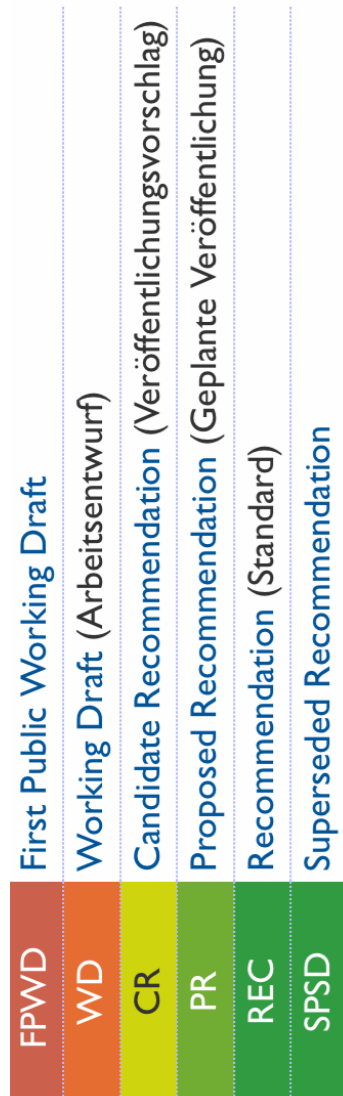 FPWD First Public Working Draft
WD Working Draft (Arbeitsentwurf)
CR Candidate Recommendation (Veröffentlichungsvorschlag)
PR Proposed Recommendation (Geplante Veröffentlichung)
REC Recommendation (Standard)
SPSD Superseded Recommendation